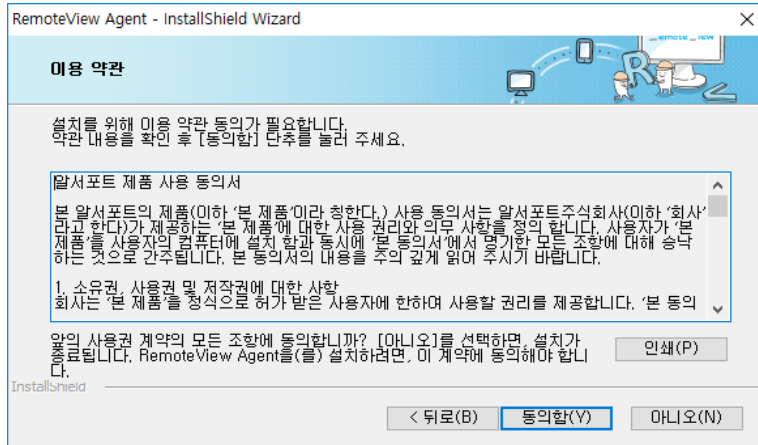 RemoteView Agent - InstallShield Wizard
이용 약관
설치를 위해 이용 약관 동의가 필요합니다.
약관 내용을 확인 후 [동의함] 단추를 눌러 주세요.
알서포트 제품 사용 동의서
본 알서포트의 제품(이하 '본 제품'이라 칭한다.) 사용 동의서는 알서포트주식회사(이하 '회사'
라고 한다)가 제공하는 '본 제품'에 대한 사용 권리와 의무 사항을 정의 합니다. 사용자가 '본
제품'을 사용자의 컴퓨터에 설치 함과 동시에 '본 동의서'에서 명기한 모든 조항에 대해 승낙
하는 것으로 간주됩니다. 본 동의서의 내용을 주의 깊게 읽어 주시기 바랍니다.
1. 소유권, 사용권 및 저작권에 대한 사항
회사는 '본 제품'을 정식으로 허가 받은 사용자에 한하여 사용할 권리를 제공합니다. '본 동의
앞의 사용권 계약의 모든 조항에 동의합니까? [아니오]를 선택하면, 설치가
종료됩니다. RemoteView Agent을(를) 설치하려면, 이 계약에 동의해야 합니
다.
인쇄(P)
InstallShield
< 뒤로(B)
동의함(Y)
아니오(N)